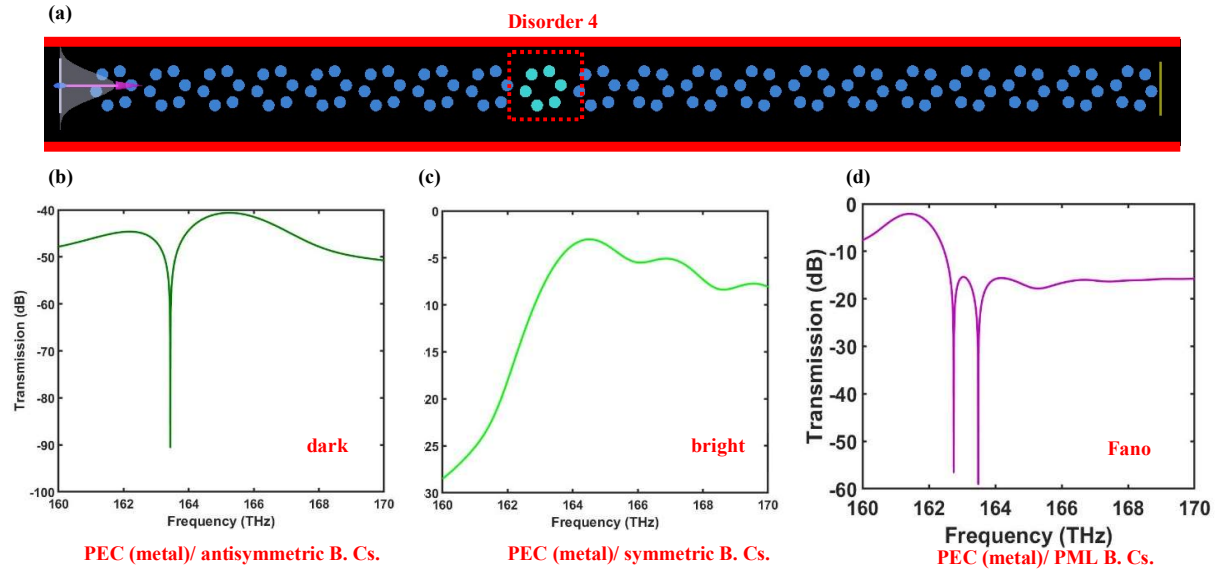 (a)
Disorder 4
(b)
(c)
(d)
-40
-50
-60
-70
-80
-90
-100
Transmission (dB)
160
162
164
166
168
170
Frequency (THz)
dark
PEC (metal)/ antisymmetric B. Cs.
0
-5
10
15
20
25
30
160
162
164
166
168
170
Frequency (THz)
bright
PEC (metal)/ symmetric B. Cs.
0
-10
-20
-30
-40
-50
-60
Transmission (dB)
160
162
164
166
168
170
Frequency (THz)
Fano
PEC (metal)/ PML B. Cs.